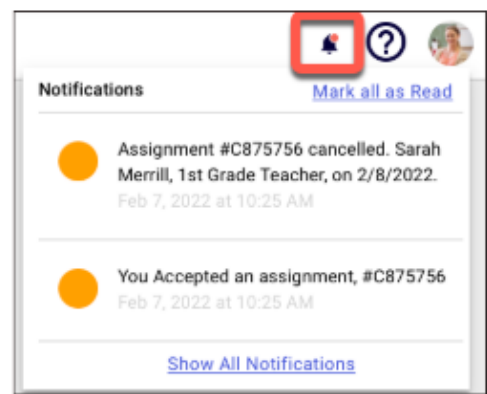 ?
Notifications Mark all as Read
Assignment #C875756 cancelled. Sarah
Merrill, 1st Grade Teacher, on 2/8/2022.
Feb 7, 2022 at 10:25 AM
You Accepted an assignment, #C875756
Feb 7, 2022 at 10:25 AM
Show All Notifications